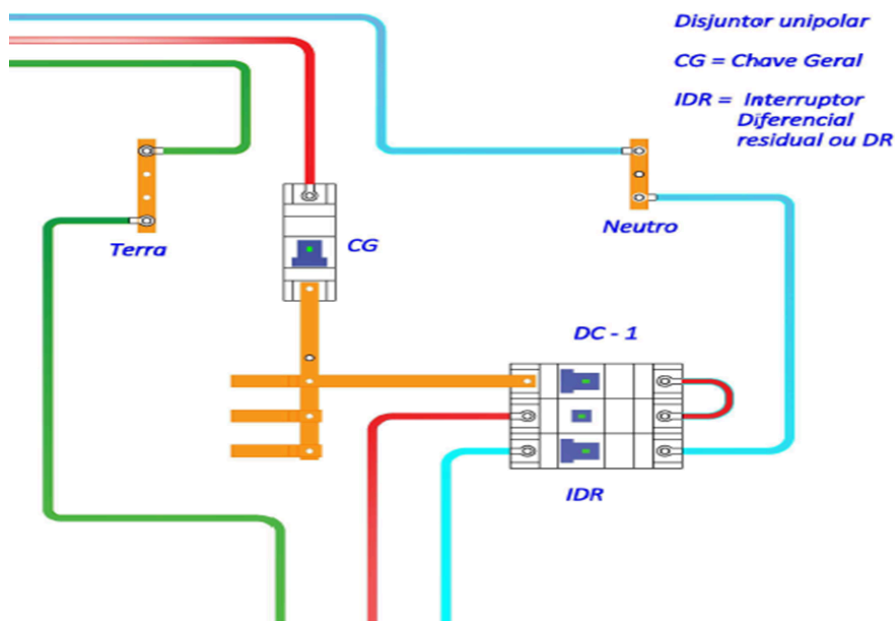 Disjuntor unipolar
CG = Chave Geral
IDR = Interruptor
Diferencial
residual ou DR
Terra
CG
Neutro
DC - 1
IDR